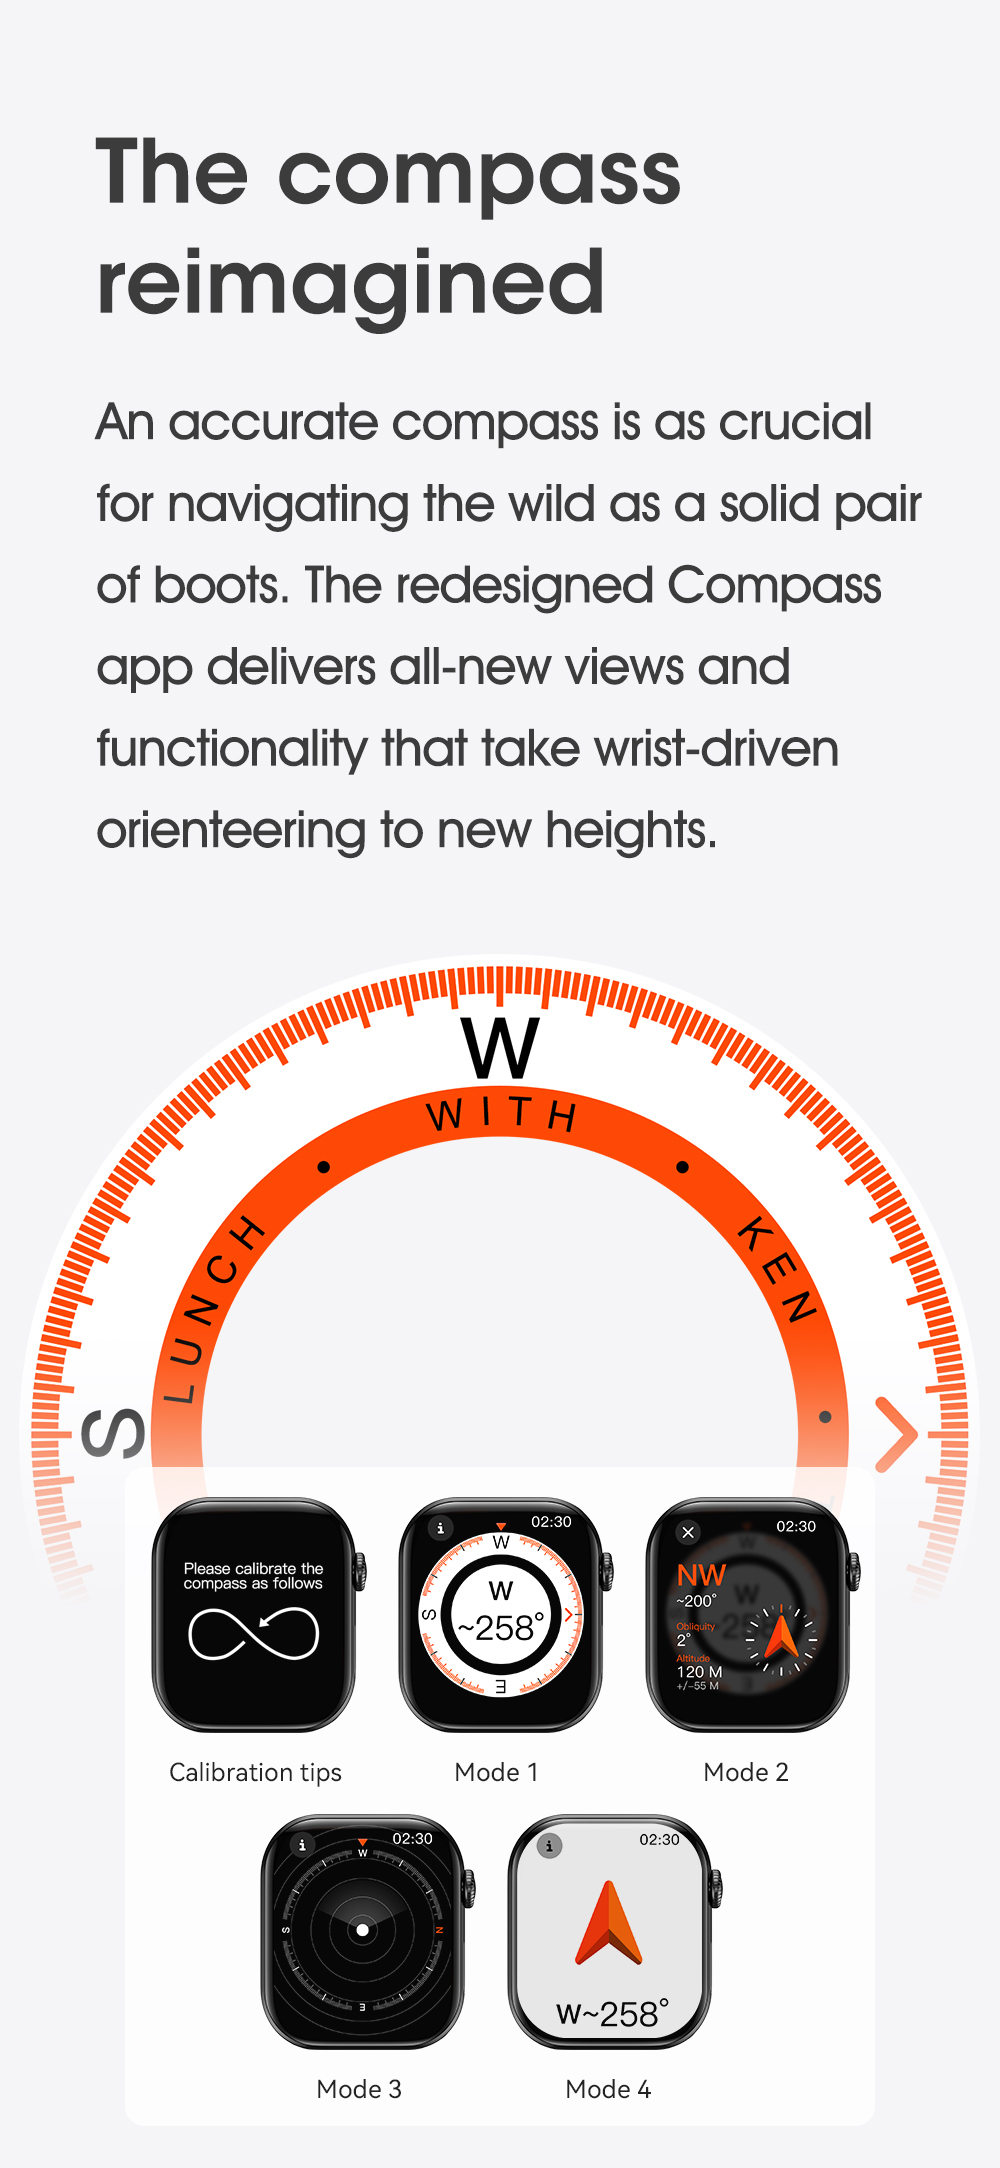 The compass
reimagined
An accurate compass is as crucial
for navigating the wild as a solid pair
of boots. The redesigned Compass
app delivers all-new views and
functionality that take wrist-driven
orienteering to new heights.
W
WITH
LUNCH
KEN
S
Please calibrate the
compass as follows
i
02:30
W
S
W
~258°
E
02:30
NW
~200°
Obliquity
2°
Altitude
120 M
+/-55 M
Calibration tips
Mode 1
Mode 2
i
02:30
W
S
N
E
i
02:30
W~258°
Mode 3
Mode 4